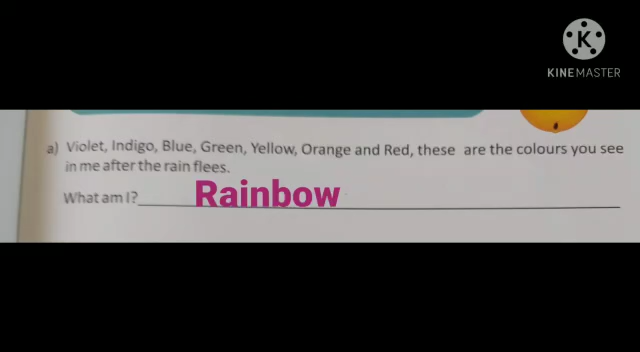 KINEMASTER
a) Violet, Indigo, Blue, Green, Yellow, Orange and Red, these are the colours you see
in me after the rain flees.
What am I? Rainbow